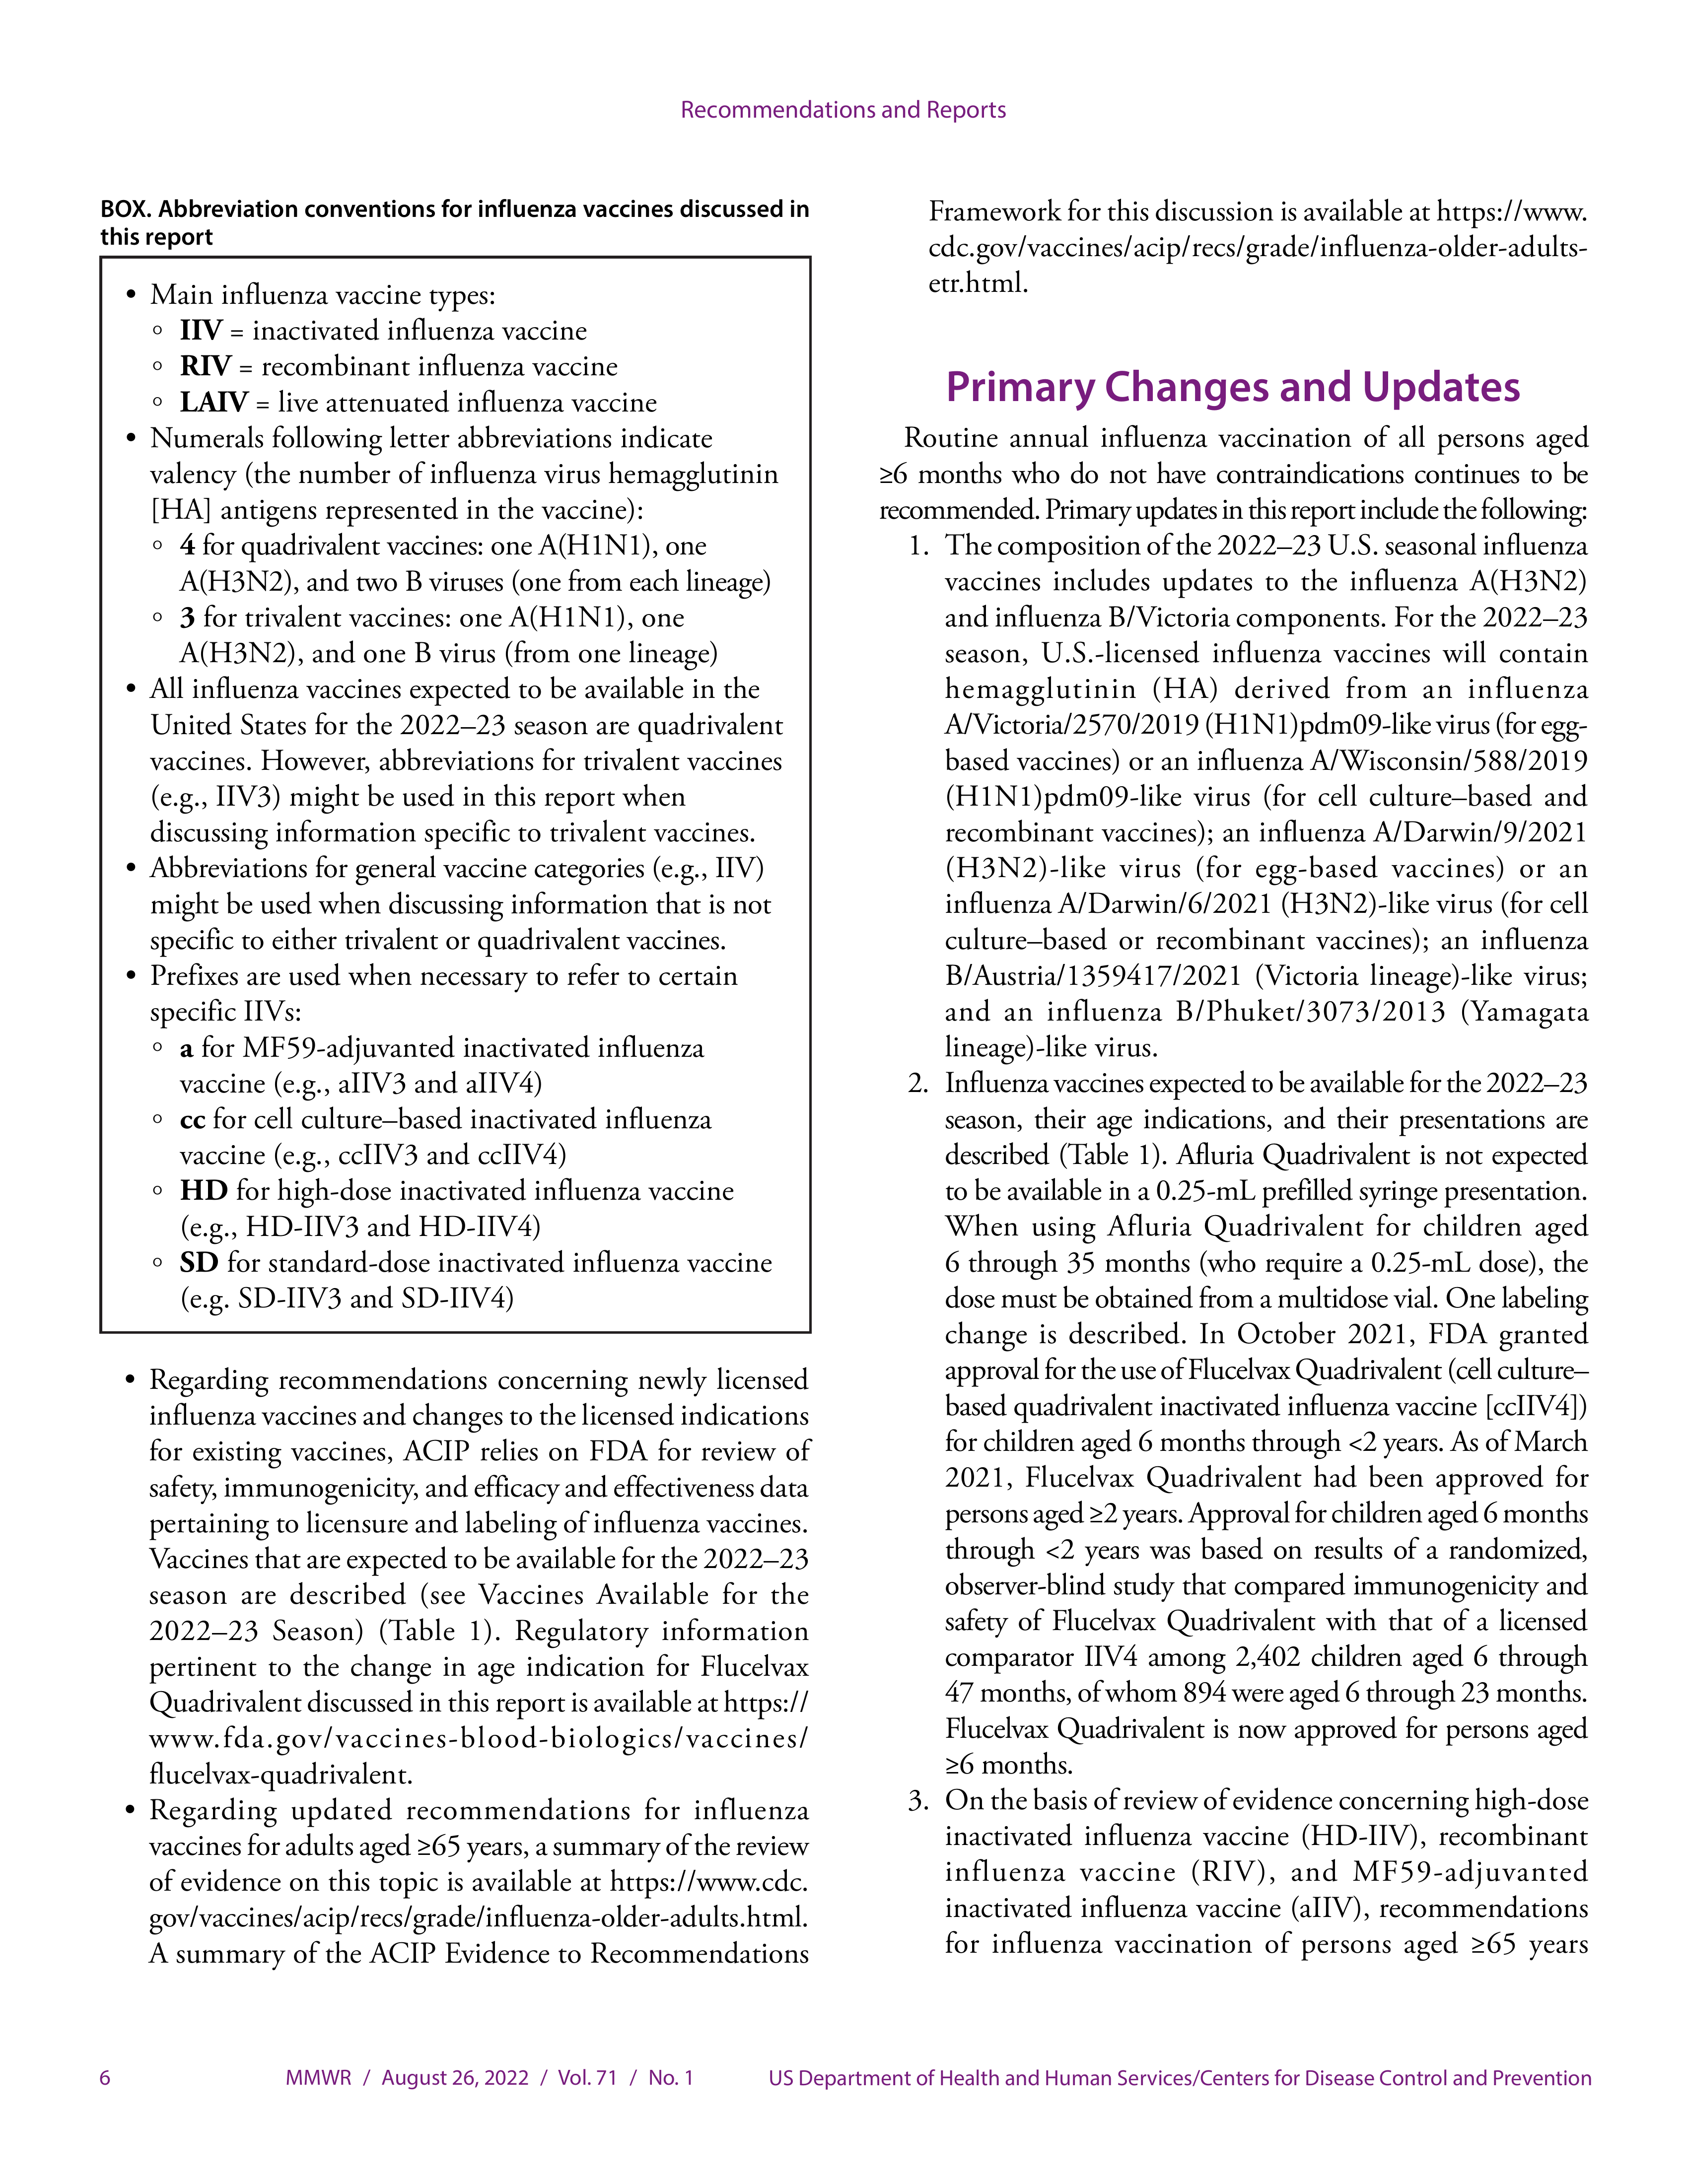 Recommendations and Reports
BOX. Abbreviation conventions for influenza vaccines discussed in
this report
• Main influenza vaccine types:
○ IIV = inactivated influenza vaccine
○ RIV = recombinant influenza vaccine
○ LAIV = live attenuated influenza vaccine
• Numerals following letter abbreviations indicate
valency (the number of influenza virus hemagglutinin
[HA] antigens represented in the vaccine):
○ 4 for quadrivalent vaccines: one A(H1N1), one
A(H3N2), and two B viruses (one from each lineage)
○ 3 for trivalent vaccines: one A(H1N1), one
A(H3N2), and one B virus (from one lineage)
• All influenza vaccines expected to be available in the
United States for the 2022–23 season are quadrivalent
vaccines. However, abbreviations for trivalent vaccines
(e.g., IIV3) might be used in this report when
discussing information specific to trivalent vaccines.
• Abbreviations for general vaccine categories (e.g., IIV)
might be used when discussing information that is not
specific to either trivalent or quadrivalent vaccines.
• Prefixes are used when necessary to refer to certain
specific IIVs:
○ a for MF59-adjuvanted inactivated influenza
vaccine (e.g., aIIV3 and aIIV4)
○ cc for cell culture–based inactivated influenza
vaccine (e.g., ccIIV3 and ccIIV4)
○ HD for high-dose inactivated influenza vaccine
(e.g., HD-IIV3 and HD-IIV4)
○ SD for standard-dose inactivated influenza vaccine
(e.g. SD-IIV3 and SD-IIV4)
• Regarding recommendations concerning newly licensed
influenza vaccines and changes to the licensed indications
for existing vaccines, ACIP relies on FDA for review of
safety, immunogenicity, and efficacy and effectiveness data
pertaining to licensure and labeling of influenza vaccines.
Vaccines that are expected to be available for the 2022–23
season are described (see Vaccines Available for the
2022–23 Season) (Table 1). Regulatory information
pertinent to the change in age indication for Flucelvax
Quadrivalent discussed in this report is available at https://
www.fda.gov/vaccines-blood-biologics/vaccines/
flucelvax-quadrivalent.
• Regarding updated recommendations for influenza
vaccines for adults aged ≥65 years, a summary of the review
of evidence on this topic is available at https://www.cdc.
gov/vaccines/acip/recs/grade/influenza-older-adults.html.
A summary of the ACIP Evidence to Recommendations
Framework for this discussion is available at https://www.
cdc.gov/vaccines/acip/recs/grade/influenza-older-adults-
etr.html.
Primary Changes and Updates
Routine annual influenza vaccination of all persons aged
≥6 months who do not have contraindications continues to be
recommended. Primary updates in this report include the following:
1. The composition of the 2022–23 U.S. seasonal influenza
vaccines includes updates to the influenza A(H3N2)
and influenza B/Victoria components. For the 2022–23
season, U.S.-licensed influenza vaccines will contain
hemagglutinin (HA) derived from an influenza
A/Victoria/2570/2019 (H1N1)pdm09-like virus (for egg-
based vaccines) or an influenza A/Wisconsin/588/2019
(H1N1)pdm09-like virus (for cell culture–based and
recombinant vaccines); an influenza A/Darwin/9/2021
(H3N2)-like virus (for egg-based vaccines) or an
influenza A/Darwin/6/2021 (H3N2)-like virus (for cell
culture–based or recombinant vaccines); an influenza
B/Austria/1359417/2021 (Victoria lineage)-like virus;
and an influenza B/Phuket/3073/2013 (Yamagata
lineage)-like virus.
2. Influenza vaccines expected to be available for the 2022–23
season, their age indications, and their presentations are
described (Table 1). Afluria Quadrivalent is not expected
to be available in a 0.25-mL prefilled syringe presentation.
When using Afluria Quadrivalent for children aged
6 through 35 months (who require a 0.25-mL dose), the
dose must be obtained from a multidose vial. One labeling
change is described. In October 2021, FDA granted
approval for the use of Flucelvax Quadrivalent (cell culture–
based quadrivalent inactivated influenza vaccine [ccIIV4])
for children aged 6 months through <2 years. As of March
2021, Flucelvax Quadrivalent had been approved for
persons aged ≥2 years. Approval for children aged 6 months
through <2 years was based on results of a randomized,
observer-blind study that compared immunogenicity and
safety of Flucelvax Quadrivalent with that of a licensed
comparator IIV4 among 2,402 children aged 6 through
47 months, of whom 894 were aged 6 through 23 months.
Flucelvax Quadrivalent is now approved for persons aged
≥6 months.
3. On the basis of review of evidence concerning high-dose
inactivated influenza vaccine (HD-IIV), recombinant
influenza vaccine (RIV), and MF59-adjuvanted
inactivated influenza vaccine (aIIV), recommendations
for influenza vaccination of persons aged ≥65 years
6 MMWR / August 26, 2022 / Vol. 71 / No. 1 US Department of Health and Human Services/Centers for Disease Control and Prevention